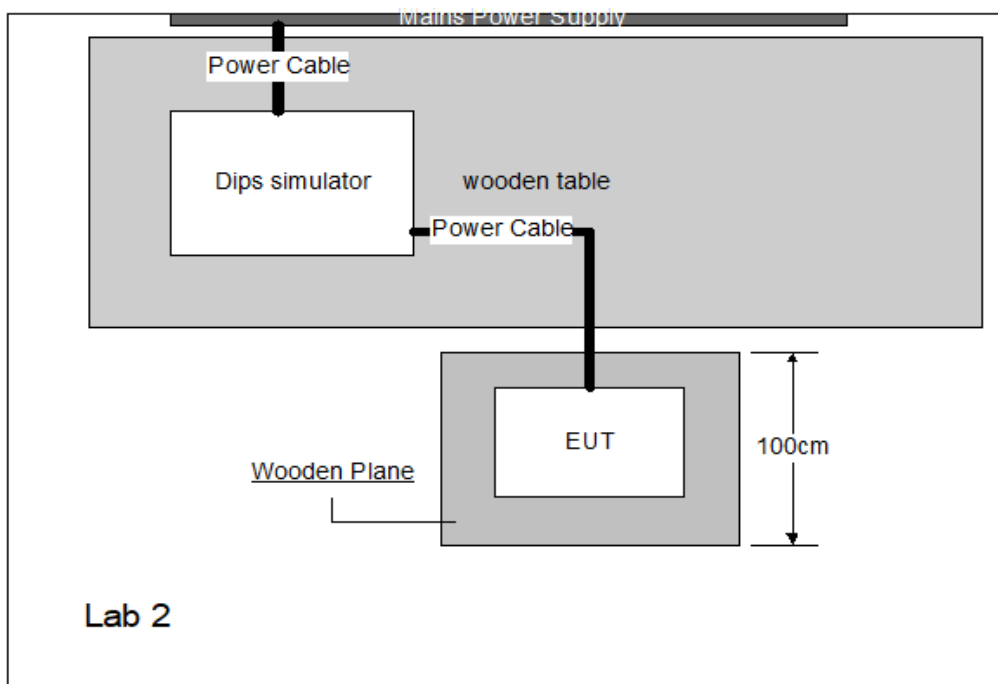 Mains Power Supply
Power Cable
Dips simulator
wooden table
Power Cable
EUT
100cm
Wooden Plane
Lab 2